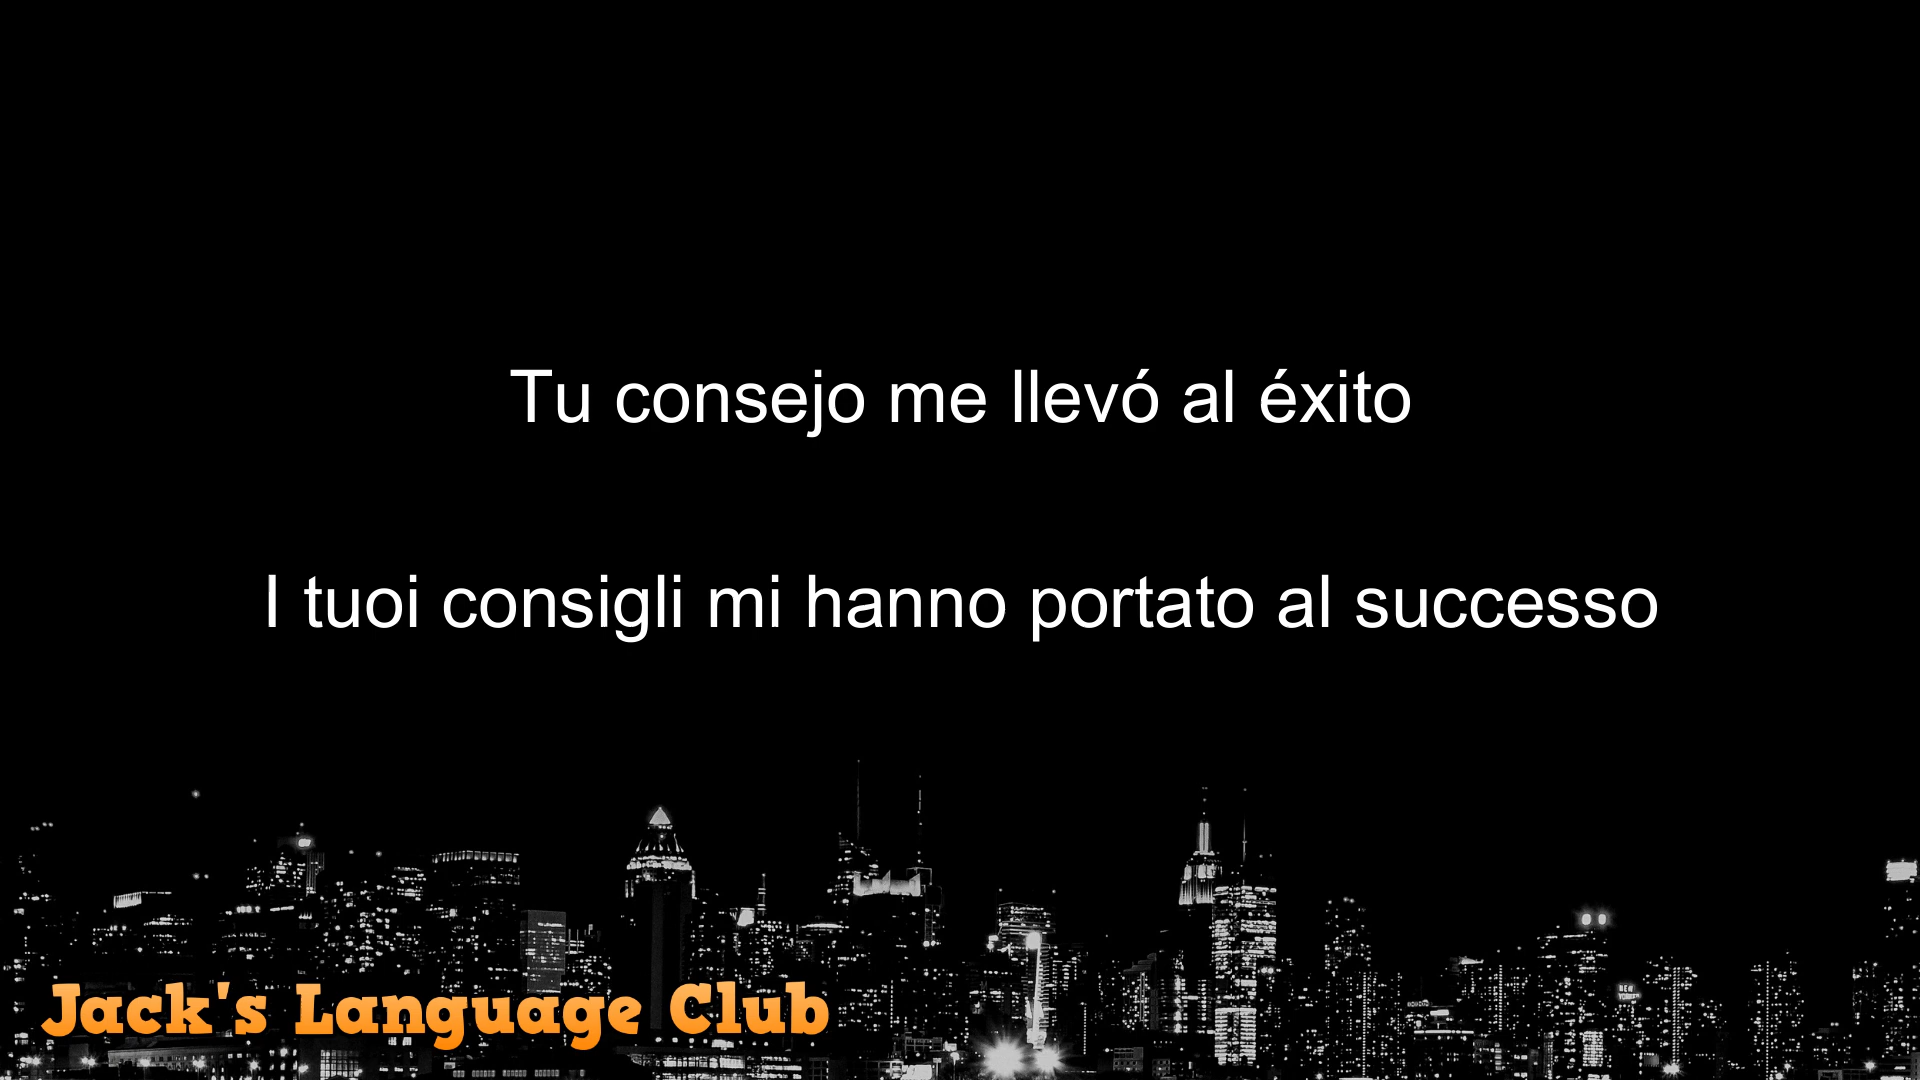 Tu consejo me llevó al éxito
I tuoi consigli mi hanno portato al successo
Jack's Language Club